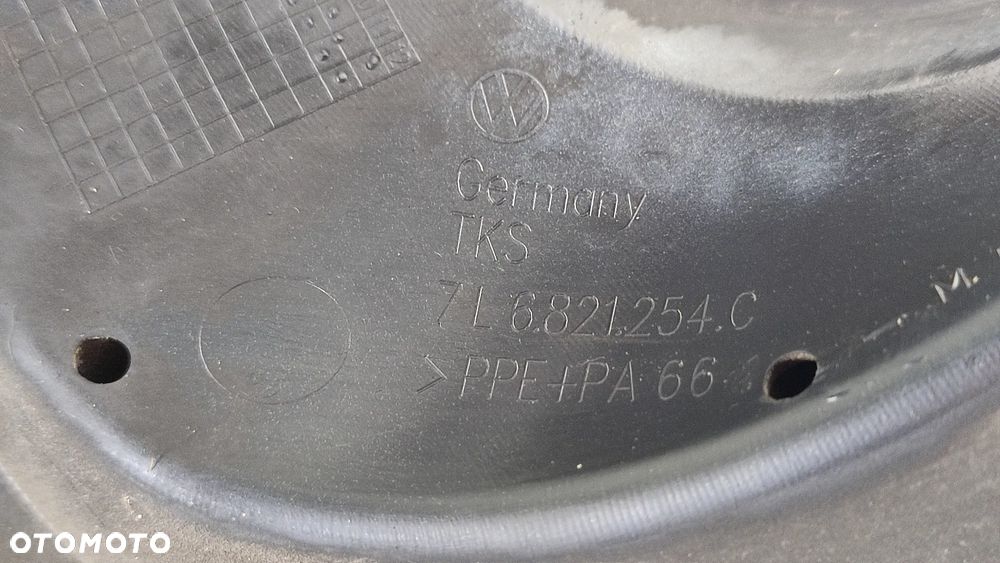 Germany
TKS
7L6.821.254.C
>PPE+PA 66
M.
OTOMOTO